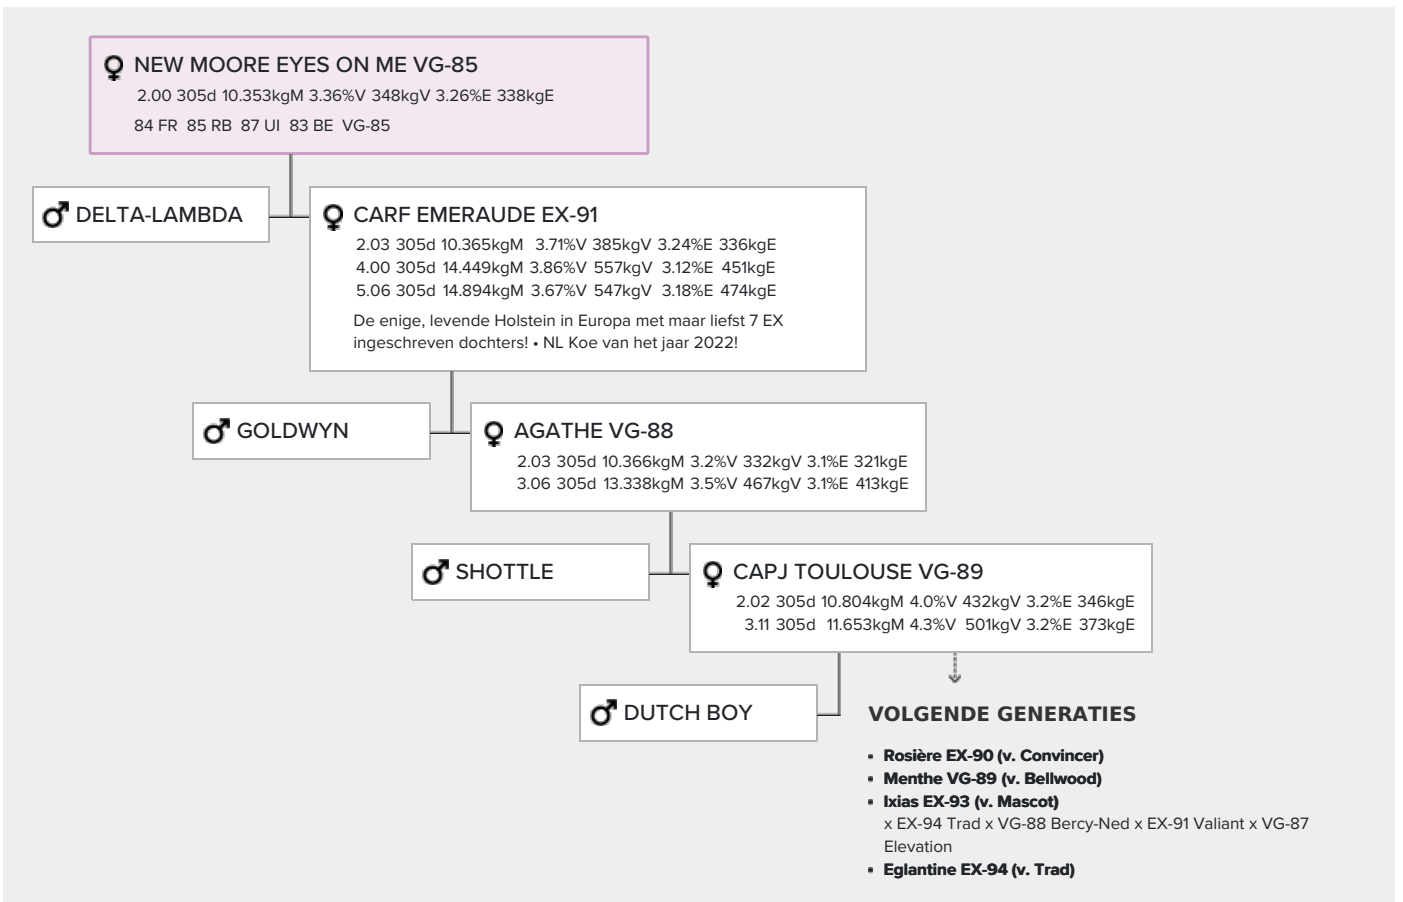 NEW MOORE EYES ON ME VG-85
2.00 305d 10.353kgM 3.36%V 348kgV 3.26%E 338kgE
84 FR 85 RB 87 UI 83 BE VG-85
DELTA-LAMBDA
CARF EMERAUDE EX-91
2.03 305d 10.365kgM 3.71%V 385kgV 3.24%E 336kgE
4.00 305d 14.449kgM 3.86%V 557kgV 3.12%E 451kgE
5.06 305d 14.894kgM 3.67%V 547kgV 3.18%E 474kgE
De enige, levende Holstein in Europa met maar liefst 7 EX
ingeschreven dochters! • NL Koe van het jaar 2022!
GOLDWYN
AGATHE VG-88
2.03 305d 10.366kgM 3.2%V 332kgV 3.1%E 321kgE
3.06 305d 13.338kgM 3.5%V 467kgV 3.1%E 413kgE
SHOTTLE
CAPJ TOULOUSE VG-89
2.02 305d 10.804kgM 4.0%V 432kgV 3.2%E 346kgE
3.11 305d 11.653kgM 4.3%V 501kgV 3.2%E 373kgE
DUTCH BOY
VOLGENDE GENERATIES
• Rosière EX-90 (v. Convincer)
• Menthe VG-89 (v. Bellwood)
• Ixias EX-93 (v. Mascot)
x EX-94 Trad x VG-88 Bercy-Ned x EX-91 Valiant x VG-87
Elevation
• Eglantine EX-94 (v. Trad)